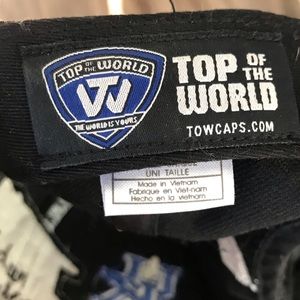 TOP OF THE WORLD
TW
THE WORLD IS YOURS
TOP OF THE
WORLD
TOWCAPS.COM
UNI TAILLE
Made in Vietnam
Fabrique en Viet-nam
Hecho en la vietnam